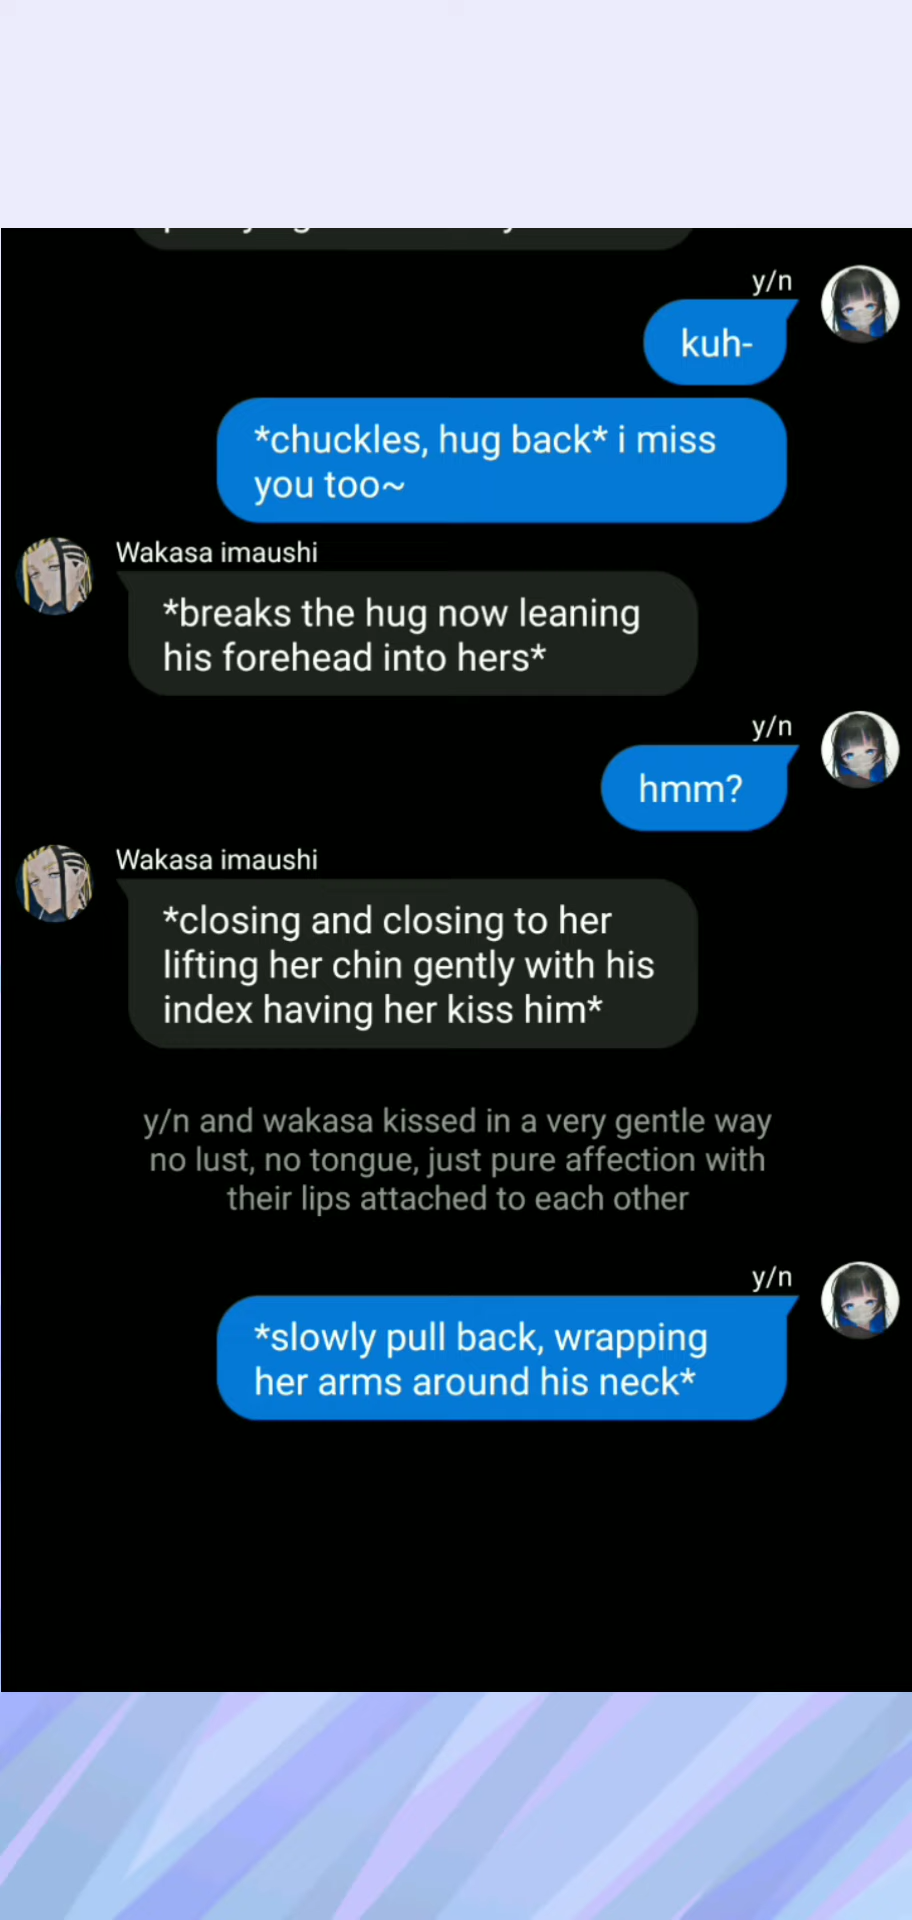 y/n
kuh-
*chuckles, hug back* i miss
you too~
Wakasa imaushi
*breaks the hug now leaning
his forehead into hers*
y/n
hmm?
Wakasa imaushi
*closing and closing to her
lifting her chin gently with his
index having her kiss him*
y/n and wakasa kissed in a very gentle way
no lust, no tongue, just pure affection with
their lips attached to each other
y/n
*slowly pull back, wrapping
her arms around his neck*